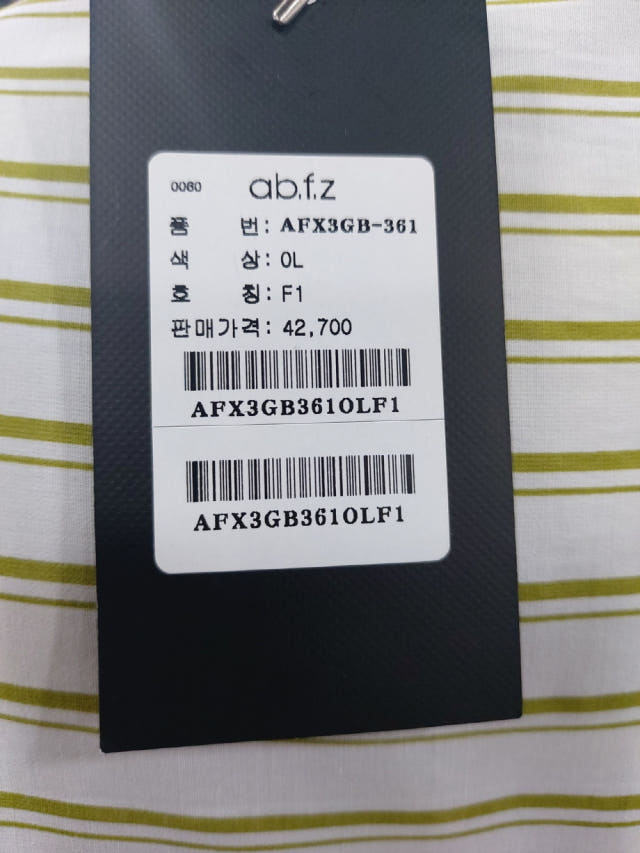 0060 ab.f.z
품 번: AFX3GB-361
색 상: OL
호 칭: F1
판매가격: 42,700
AFX3GB361OLF1
AFX3GB361OLF1